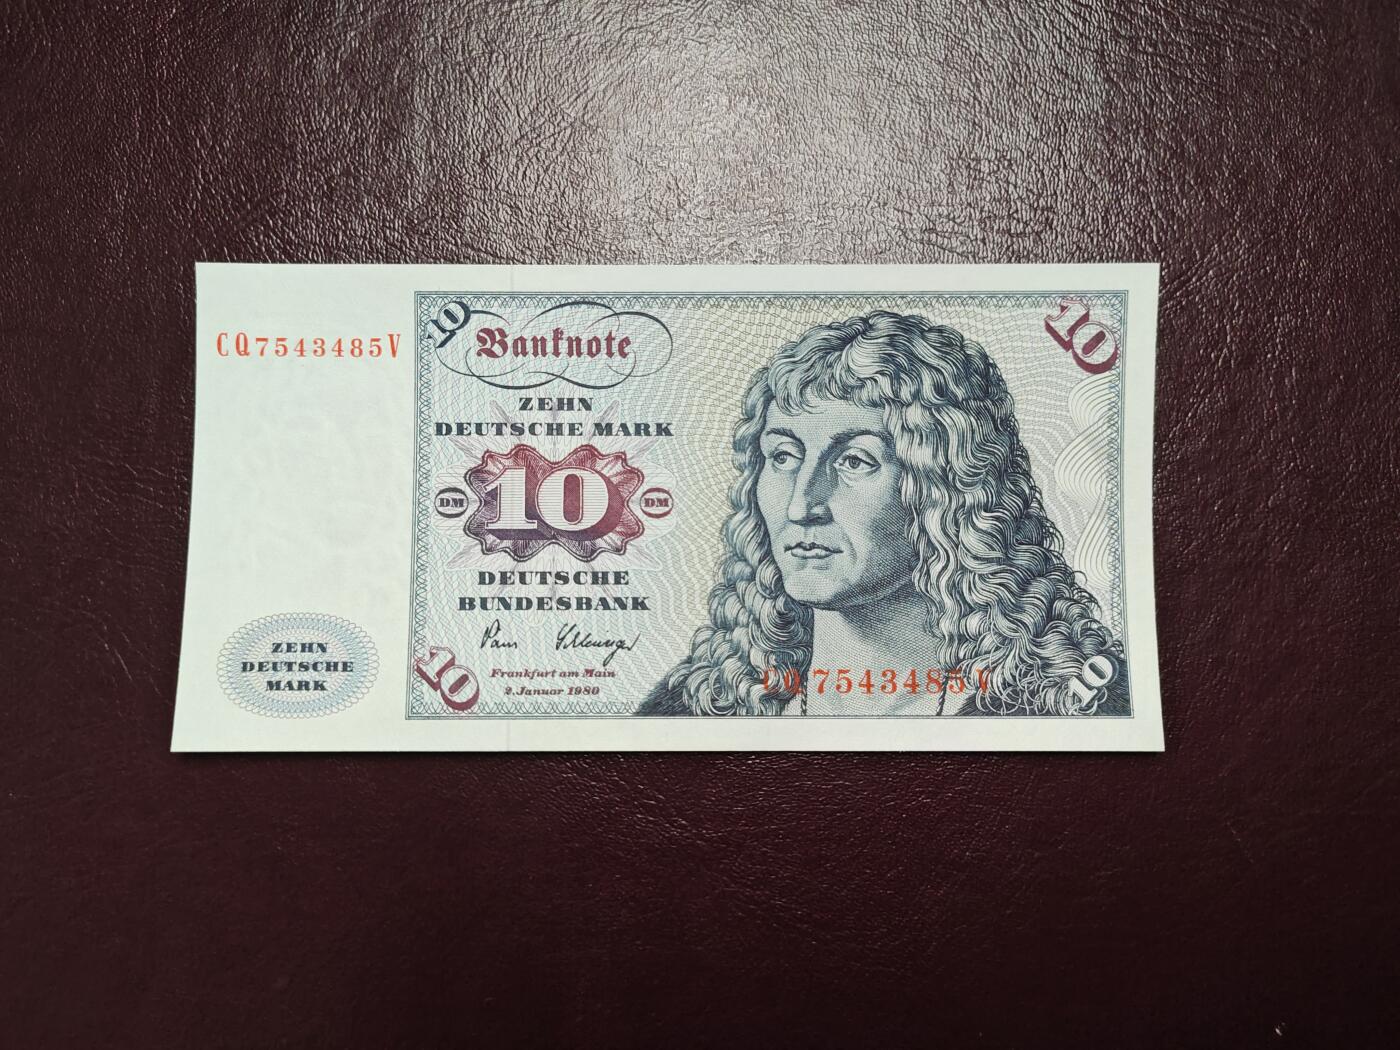 CQ7543485V
10
Banknote
10
ZEHN
DEUTSCHE MARK
DM
10
DM
DEUTSCHE
BUNDESBANK
ZEHN
DEUTSCHE
MARK
10
Frankfurt am Main
2. Januar 1980
CQ7543485V
10